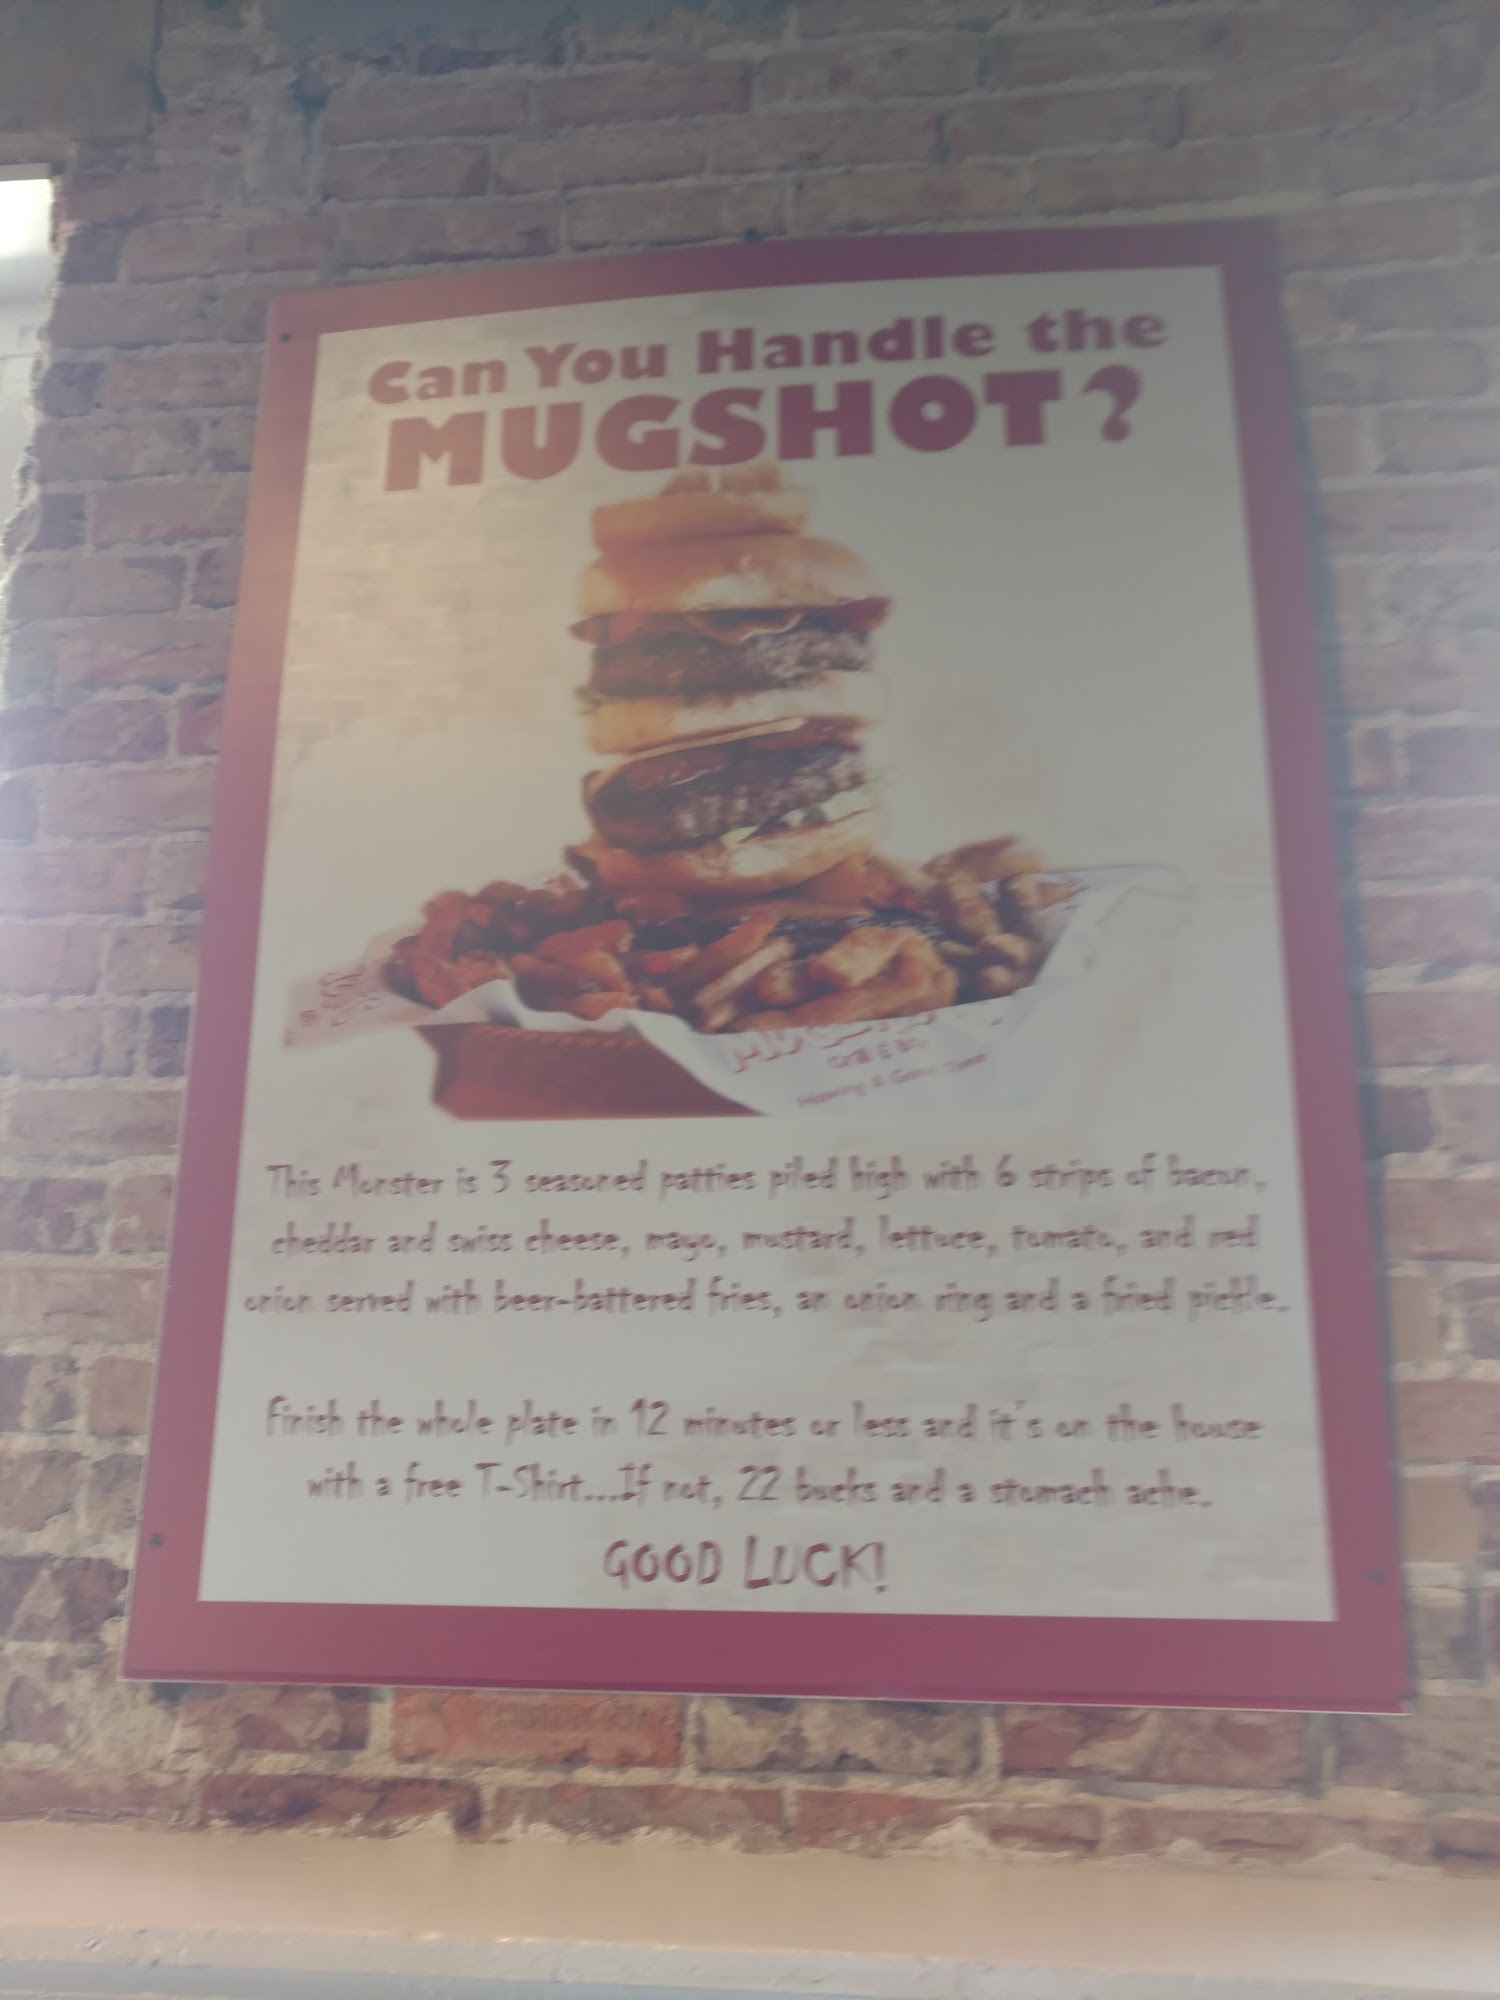 Can You Handle the
MUGSHOT?
Grill & Bar
This Monster is 3 seasoned patties piled high with 6 strips of bacon,
cheddar and swiss cheese, mayo, mustard, lettuce, tomato, and red
onion served with beer-battered fries, an onion ring and a fried pickle.
Finish the whole plate in 12 minutes or less and it's on the house
with a free T-Shirt...If not, 22 bucks and a stomach ache.
GOOD LUCK!